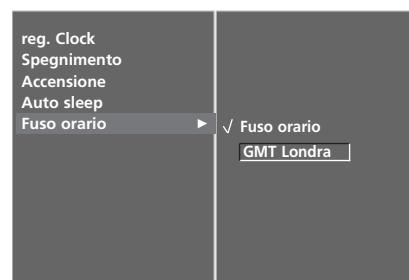 reg. Clock
Spegnimento
Accensione
Auto sleep
Fuso orario ►
√ Fuso orario
GMT Londra